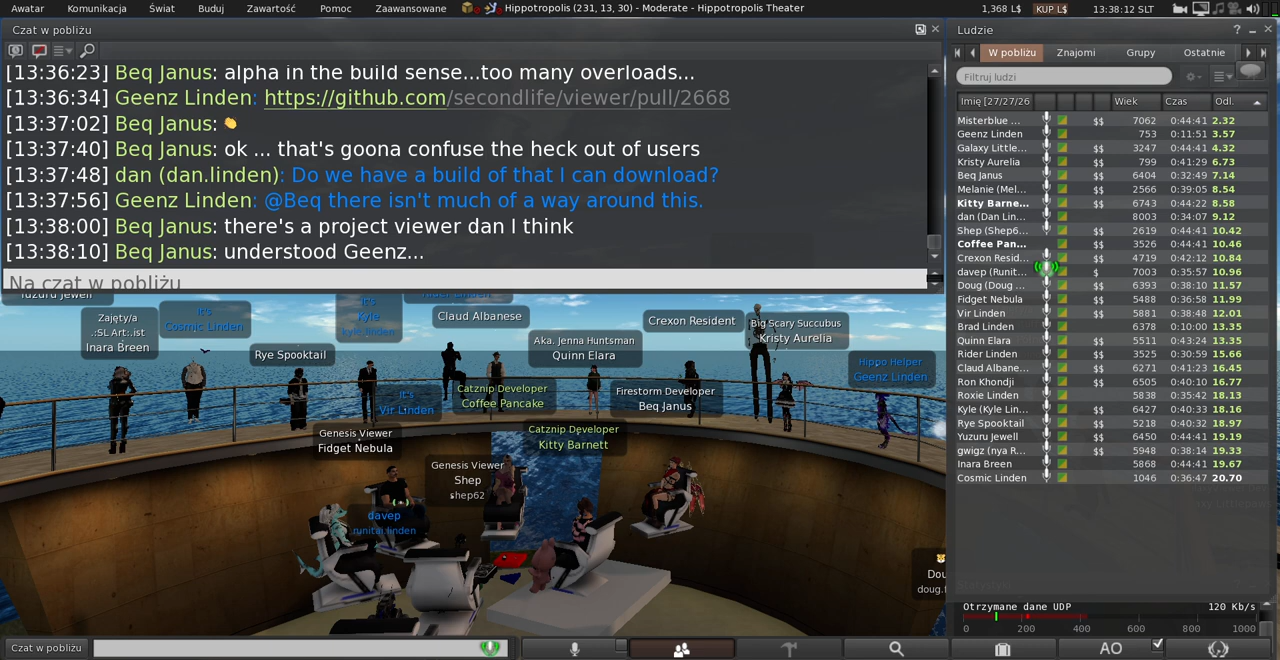 Awatar Komunikacja Świat Buduj Zawartość Pomoc Zaawansowane Hippotropolis (231, 13, 30) - Moderate - Hippotropolis Theater 1,368 L$ KUP L$ 13:38:12 SLT
Czat w pobliżu
[13:36:23] Beq Janus: alpha in the build sense...too many overloads...
[13:36:34] Geenz Linden: https://github.com/secondlife/viewer/pull/2668
[13:37:02] Beq Janus: 👏
[13:37:40] Beq Janus: ok ... that's goona confuse the heck out of users
[13:37:48] dan (dan.linden): Do we have a build of that I can download?
[13:37:56] Geenz Linden: @Beq there isn't much of a way around this.
[13:38:00] Beq Janus: there's a project viewer dan I think
[13:38:10] Beq Janus: understood Geenz...
Na czat w pobliżu
Yuzuru Jewell
Zajęty/a
.:SL Art:.ist
Inara Breen
it's
Cosmic Linden
it's
Kyle
kyle.linden
Rye Spooktail
Claud Albanese
Aka. Jenna Huntsman
Quinn Elara
Crexon Resident
Big Scary Succubus
Kristy Aurelia
Hippo Helper
Geenz Linden
it's
Vir Linden
Catznip Developer
Coffee Pancake
Firestorm Developer
Beq Janus
Genesis Viewer
Fidget Nebula
Catznip Developer
Kitty Barnett
Genesis Viewer
Shep
shep62
davep
runitai.linden
Dou
doug.f
Czat w pobliżu
Ludzie
W pobliżu Znajomi Grupy Ostatnie
Filtruj ludzi
Imię [27/27/26 Wiek Czas Odl.
Misterblue ... $$ 7062 0:44:41 2.32
Geenz Linden 753 0:11:51 3.57
Galaxy Little... $$ 3247 0:44:41 4.32
Kristy Aurelia $$ 799 0:41:29 6.73
Beq Janus $$ 6404 0:32:49 7.14
Melanie (Mel... $$ 2566 0:39:05 8.54
Kitty Barne... $$ 6743 0:44:22 8.58
dan (Dan Lin... 8003 0:34:07 9.12
Shep (Shep6... $$ 2619 0:44:41 10.42
Coffee Pan... $$ 3526 0:44:41 10.46
Crexon Resid... $$ 4719 0:42:12 10.84
davep (Runit... $ 7003 0:35:57 10.96
Doug (Doug ... $$ 6393 0:38:10 11.57
Fidget Nebula $$ 5488 0:36:58 11.99
Vir Linden $$ 5881 0:38:48 12.01
Brad Linden 6378 0:10:00 13.35
Quinn Elara $$ 5511 0:43:24 13.35
Rider Linden $$ 3525 0:30:59 15.66
Claud Albane... $$ 6271 0:41:23 16.45
Ron Khondji $$ 6505 0:40:10 16.77
Roxie Linden 5838 0:35:42 18.13
Kyle (Kyle Lin... $$ 6427 0:40:33 18.16
Rye Spooktail $$ 5218 0:40:32 18.97
Yuzuru Jewell $$ 6450 0:44:41 19.19
gwigz (nya R... $$ 5948 0:38:14 19.33
Inara Breen 5868 0:44:41 19.67
Cosmic Linden 1046 0:36:47 20.70
Otrzymane dane UDP 120 Kb/s
0 200 400 600 800 1000
AO